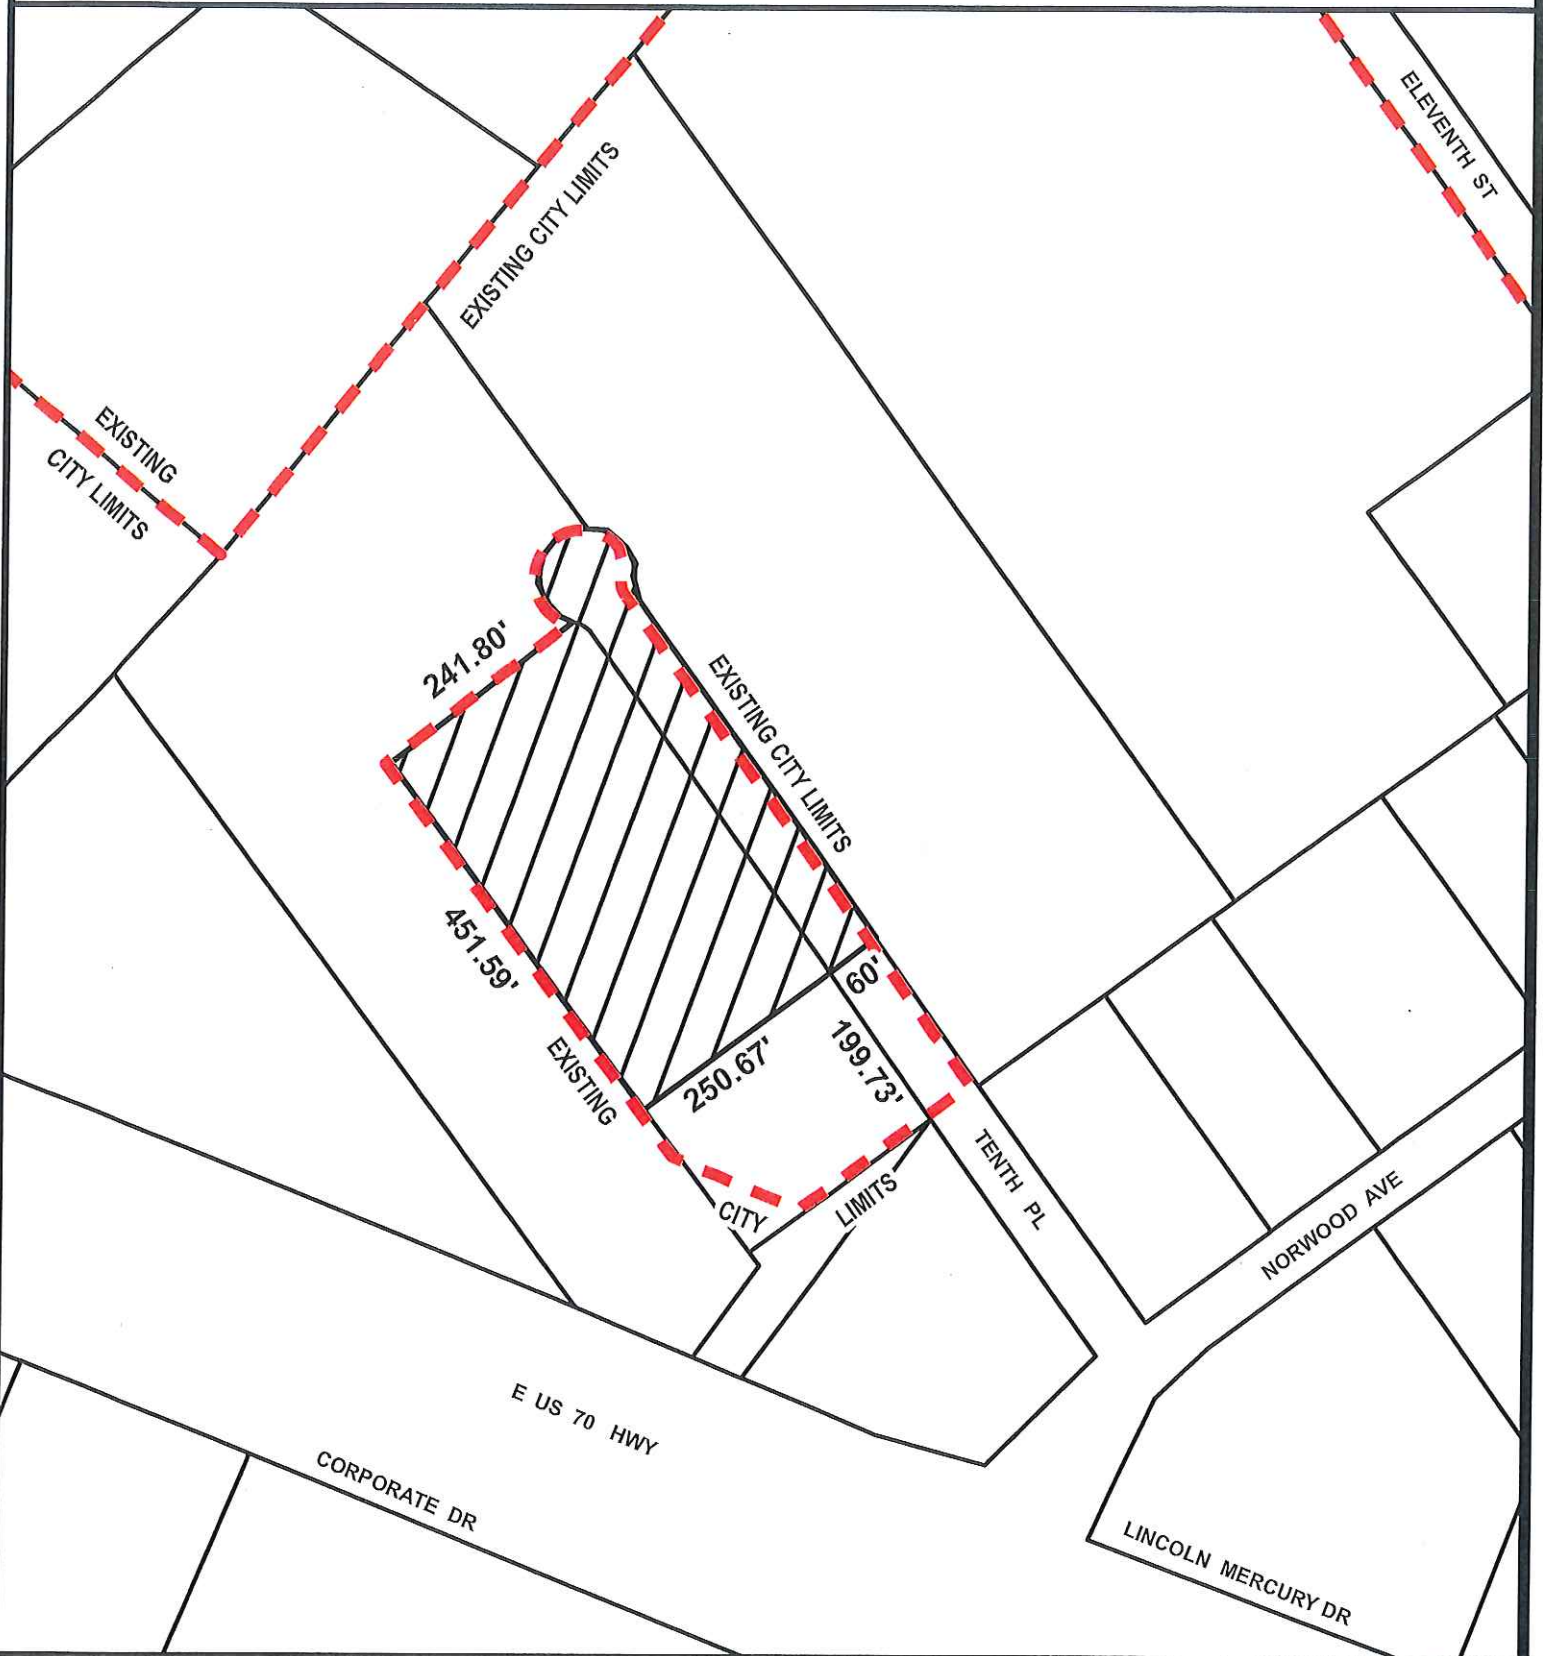 ELEVENTH ST
EXISTING CITY LIMITS
EXISTING
CITY LIMITS
241.80'
EXISTING CITY LIMITS
451.59'
60'
199.73'
250.67'
EXISTING
CITY
LIMITS
TENTH PL
NORWOOD AVE
E US 70 HWY
CORPORATE DR
LINCOLN MERCURY DR